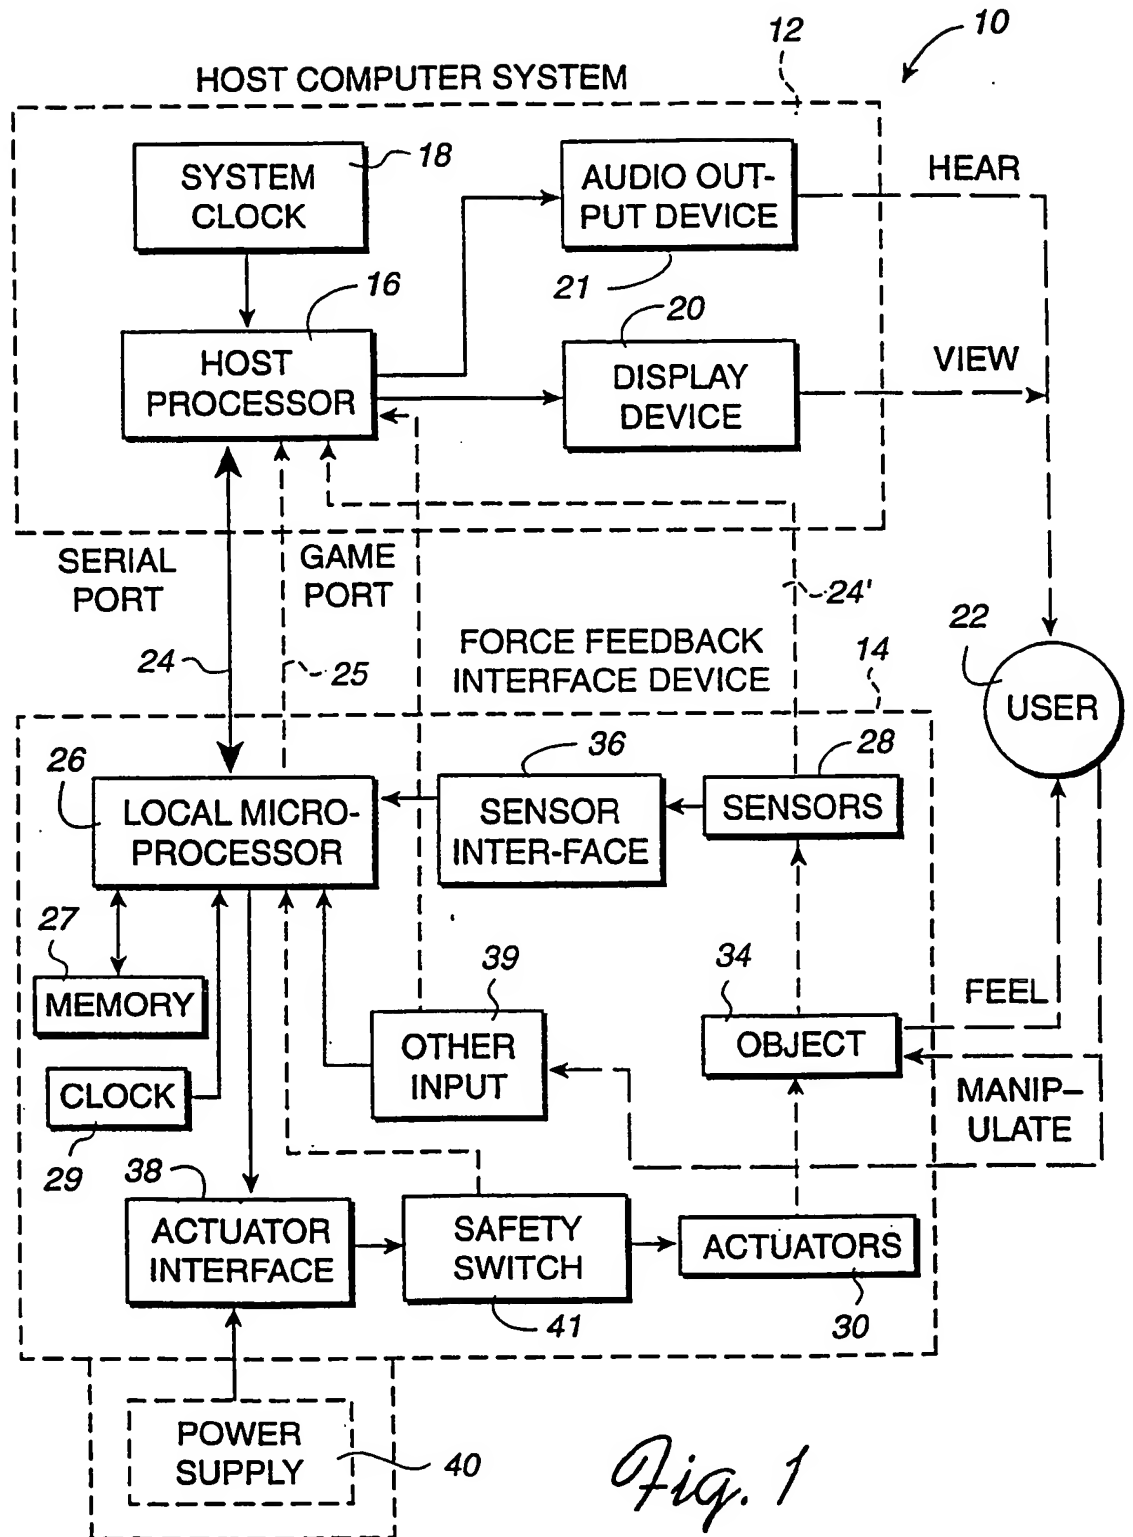 10
12
HOST COMPUTER SYSTEM
SYSTEM
CLOCK
18
AUDIO OUT-
PUT DEVICE
21
HEAR
16
HOST
PROCESSOR
20
DISPLAY
DEVICE
VIEW
SERIAL
PORT
GAME
PORT
24
25
24'
FORCE FEEDBACK
INTERFACE DEVICE
14
22
USER
26
LOCAL MICRO-
PROCESSOR
36
SENSOR
INTER-FACE
28
SENSORS
27
MEMORY
CLOCK
29
39
OTHER
INPUT
34
OBJECT
FEEL
MANIP-
ULATE
38
ACTUATOR
INTERFACE
SAFETY
SWITCH
41
ACTUATORS
30
POWER
SUPPLY
40
Fig. 1